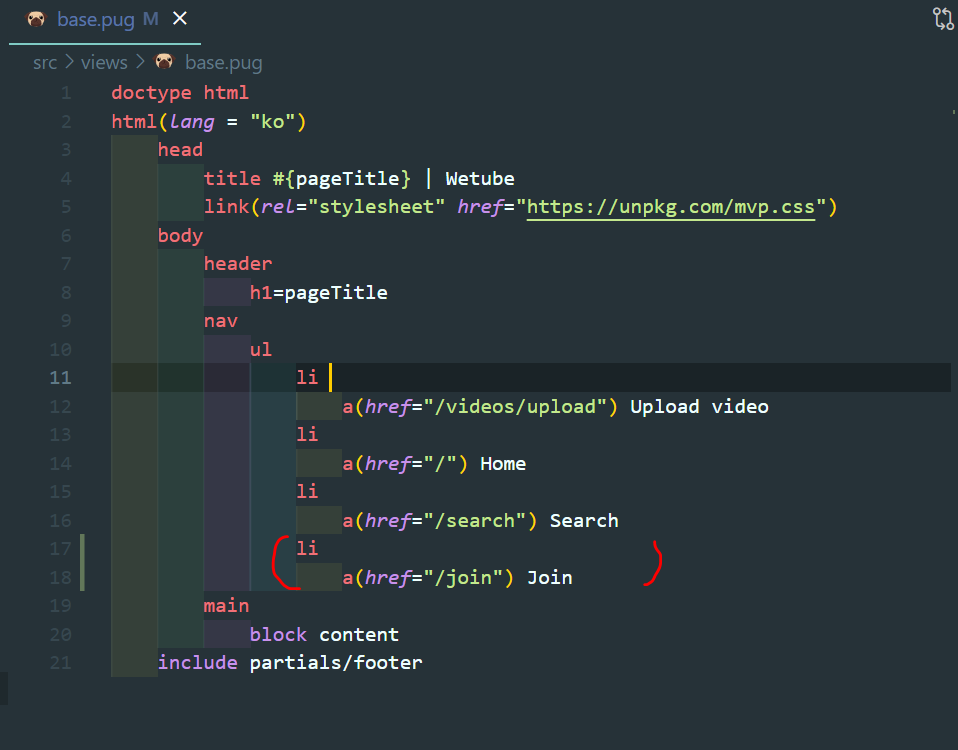 base.pug M
src > views > base.pug
1 doctype html
2 html(lang = "ko")
3 head
4 title #{pageTitle} | Wetube
5 link(rel="stylesheet" href="https://unpkg.com/mvp.css")
6 body
7 header
8 h1=pageTitle
9 nav
10 ul
11 li
12 a(href="/videos/upload") Upload video
13 li
14 a(href="/") Home
15 li
16 a(href="/search") Search
17 li
18 a(href="/join") Join
19 main
20 block content
21 include partials/footer